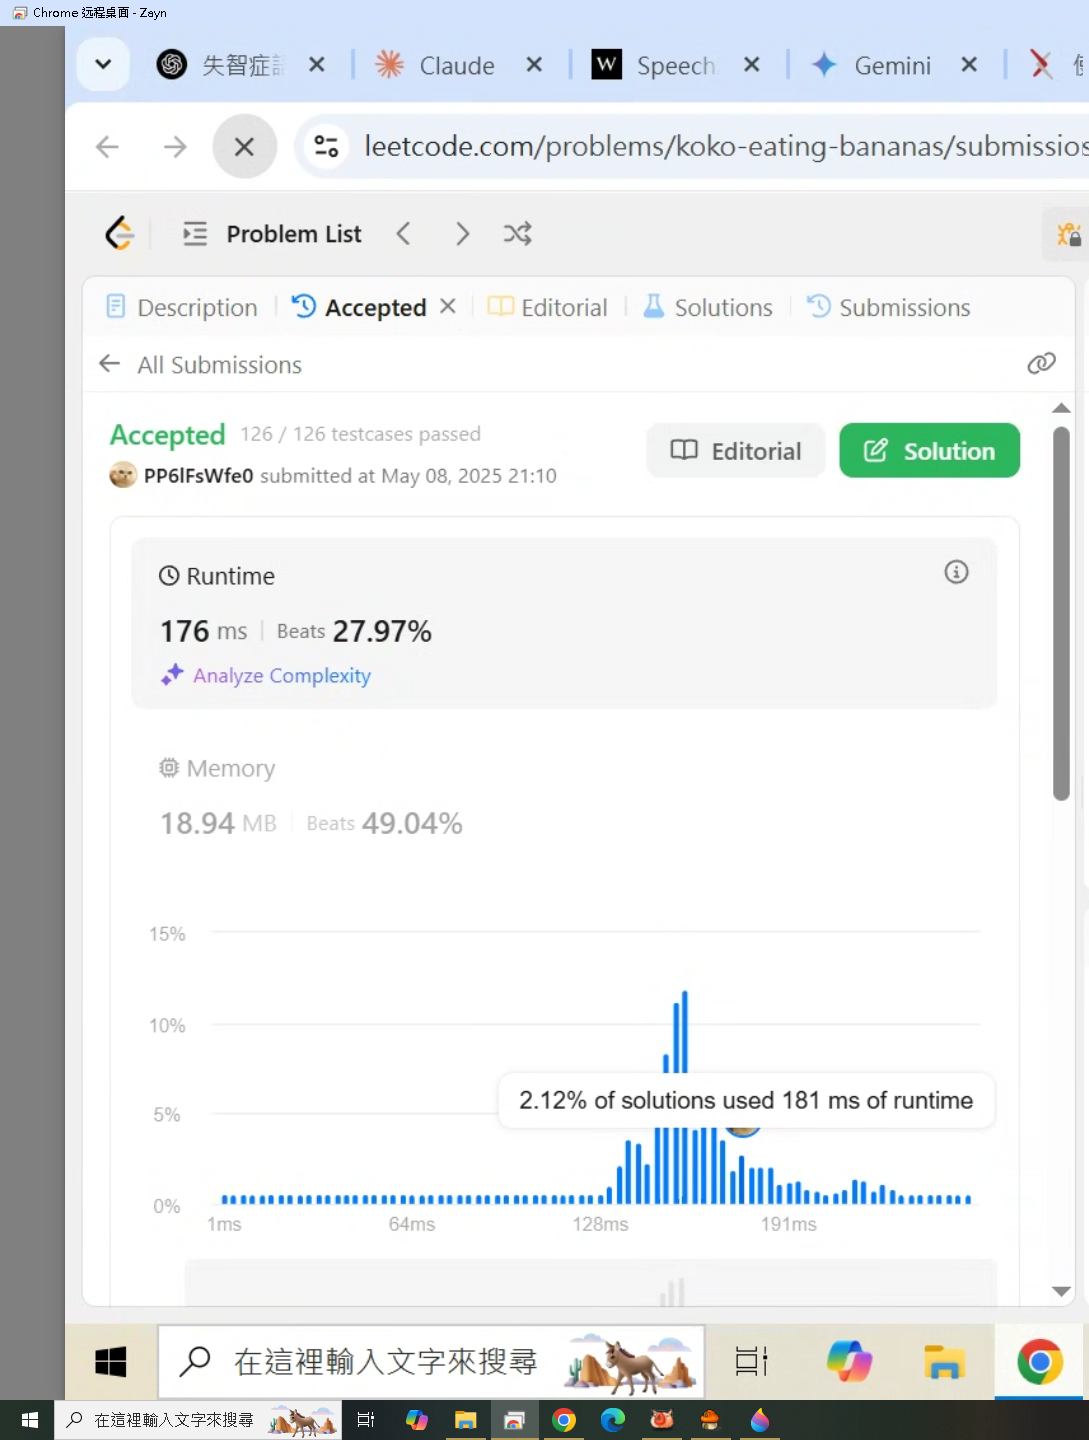 Chrome 远程桌面 - Zayn
失智症
Claude
Speech
Gemini
leetcode.com/problems/koko-eating-bananas/submissios
Problem List
Description
Accepted
Editorial
Solutions
Submissions
All Submissions
Accepted 126 / 126 testcases passed
PP6lFsWfe0 submitted at May 08, 2025 21:10
Editorial
Solution
Runtime
176 ms | Beats 27.97%
Analyze Complexity
Memory
18.94 MB | Beats 49.04%
15%
10%
5%
0%
2.12% of solutions used 181 ms of runtime
1ms 64ms 128ms 191ms
在這裡輸入文字來搜尋
在這裡輸入文字來搜尋